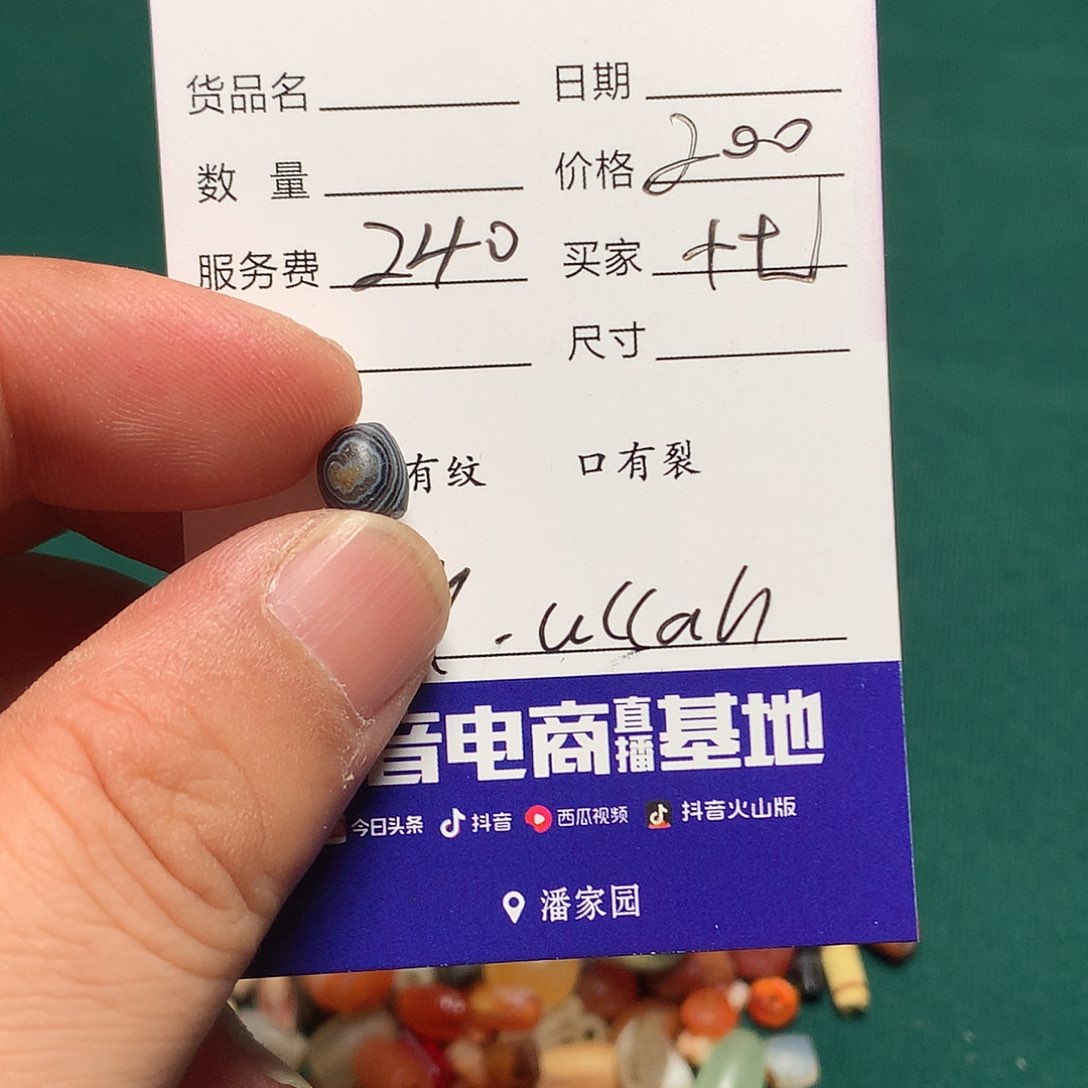 货品名 日期
数 量 价格 200
服务费 240 买家
尺寸
有纹 口有裂
. ullah
音电商直播基地
今日头条 抖音 西瓜视频 抖音火山版
潘家园